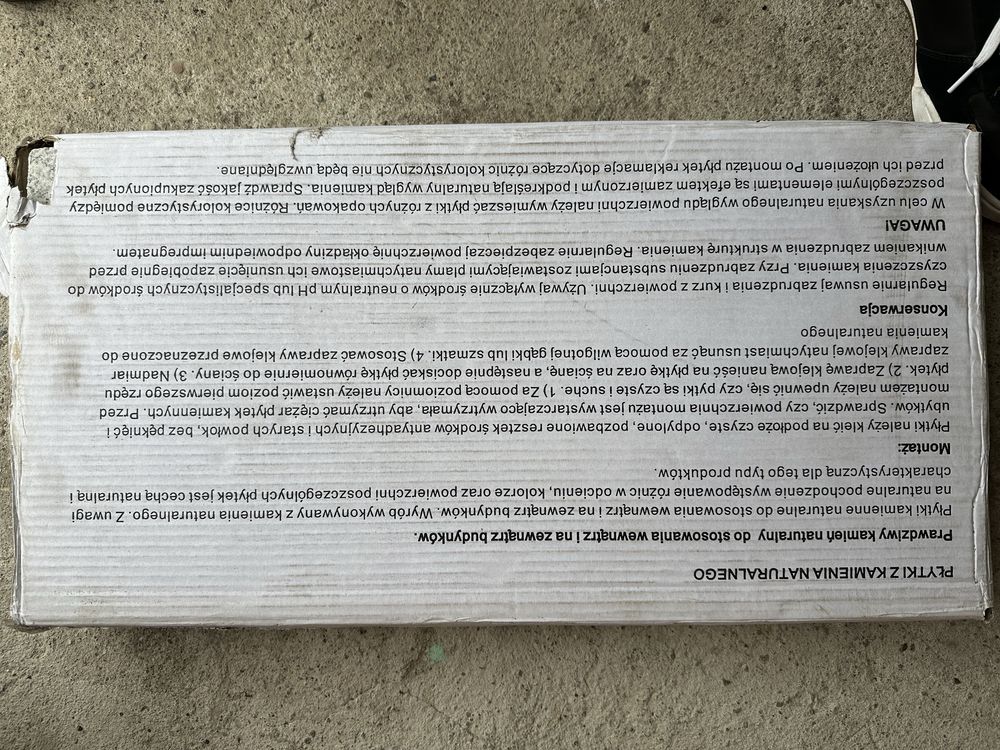 PŁYTKI Z KAMIENIA NATURALNEGO
Prawdziwy kamień naturalny do stosowania wewnątrz i na zewnątrz budynków.
Płytki kamienne naturalne do stosowania wewnątrz i na zewnątrz budynków. Wyrób wykonywany z kamienia naturalnego. Z uwagi
na naturalne pochodzenie występowanie różnic w odcieniu, kolorze oraz powierzchni poszczególnych płytek jest cechą naturalną i
charakterystyczną dla tego typu produktów.
Montaż:
Płytki należy kleić na podłoże czyste, odpylone, pozbawione resztek środków antyadhezyjnych i starych powłok, bez pęknięć i
ubytków. Sprawdzić, czy powierzchnia montażu jest wystarczająco wytrzymała, aby utrzymać ciężar płytek kamiennych. Przed
montażem należy upewnić się, czy pytki są czyste i suche. 1) Za pomocą poziomnicy należy ustawić poziom pierwszego rzędu
płytek. 2) Zaprawę klejową nanieść na płytkę oraz na ścianę, a następnie dociskać płytkę równomiernie do ściany. 3) Nadmiar
zaprawy klejowej natychmiast usunąć za pomocą wilgotnej gąbki lub szmatki. 4) Stosować zaprawy klejowe przeznaczone do
kamienia naturalnego
Konserwacja
Regularnie usuwaj zabrudzenia i kurz z powierzchni. Używaj wyłącznie środków o neutralnym pH lub specjalistycznych środków do
czyszczenia kamienia. Przy zabrudzeniu substancjami zostawiającymi plamy natychmiastowe ich usunięcie zapobiegnie przed
wnikaniem zabrudzenia w strukturę kamienia. Regularnie zabezpieczaj powierzchnię okładziny odpowiednim impregnatem.
UWAGA!
W celu uzyskania naturalnego wyglądu powierzchni należy wymieszać płytki z różnych opakowań. Różnice kolorystyczne pomiędzy
poszczególnymi elementami są efektem zamierzonym i podkreślają naturalny wygląd kamienia. Sprawdź jakość zakupionych płytek
przed ich ułożeniem. Po montażu płytek reklamacje dotyczące różnic kolorystycznych nie będą uwzględniane.